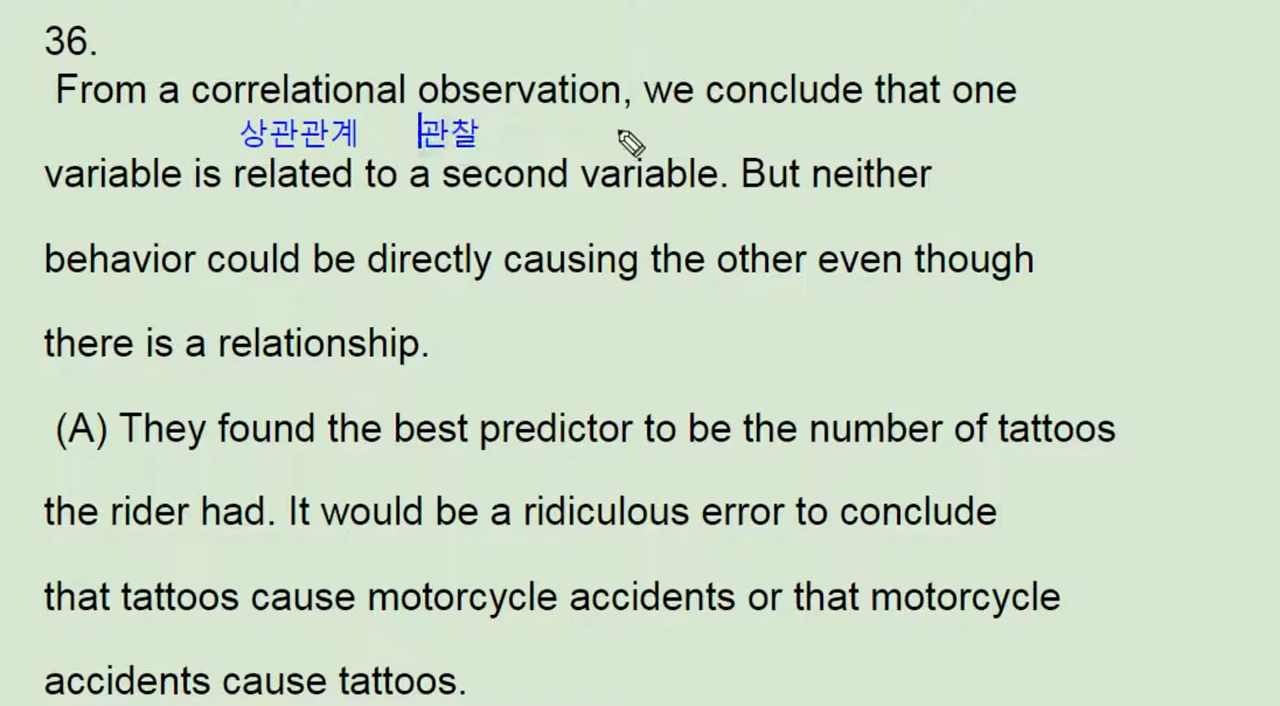 36.
From a correlational observation, we conclude that one
상관관계 관찰
variable is related to a second variable. But neither
behavior could be directly causing the other even though
there is a relationship.
(A) They found the best predictor to be the number of tattoos
the rider had. It would be a ridiculous error to conclude
that tattoos cause motorcycle accidents or that motorcycle
accidents cause tattoos.